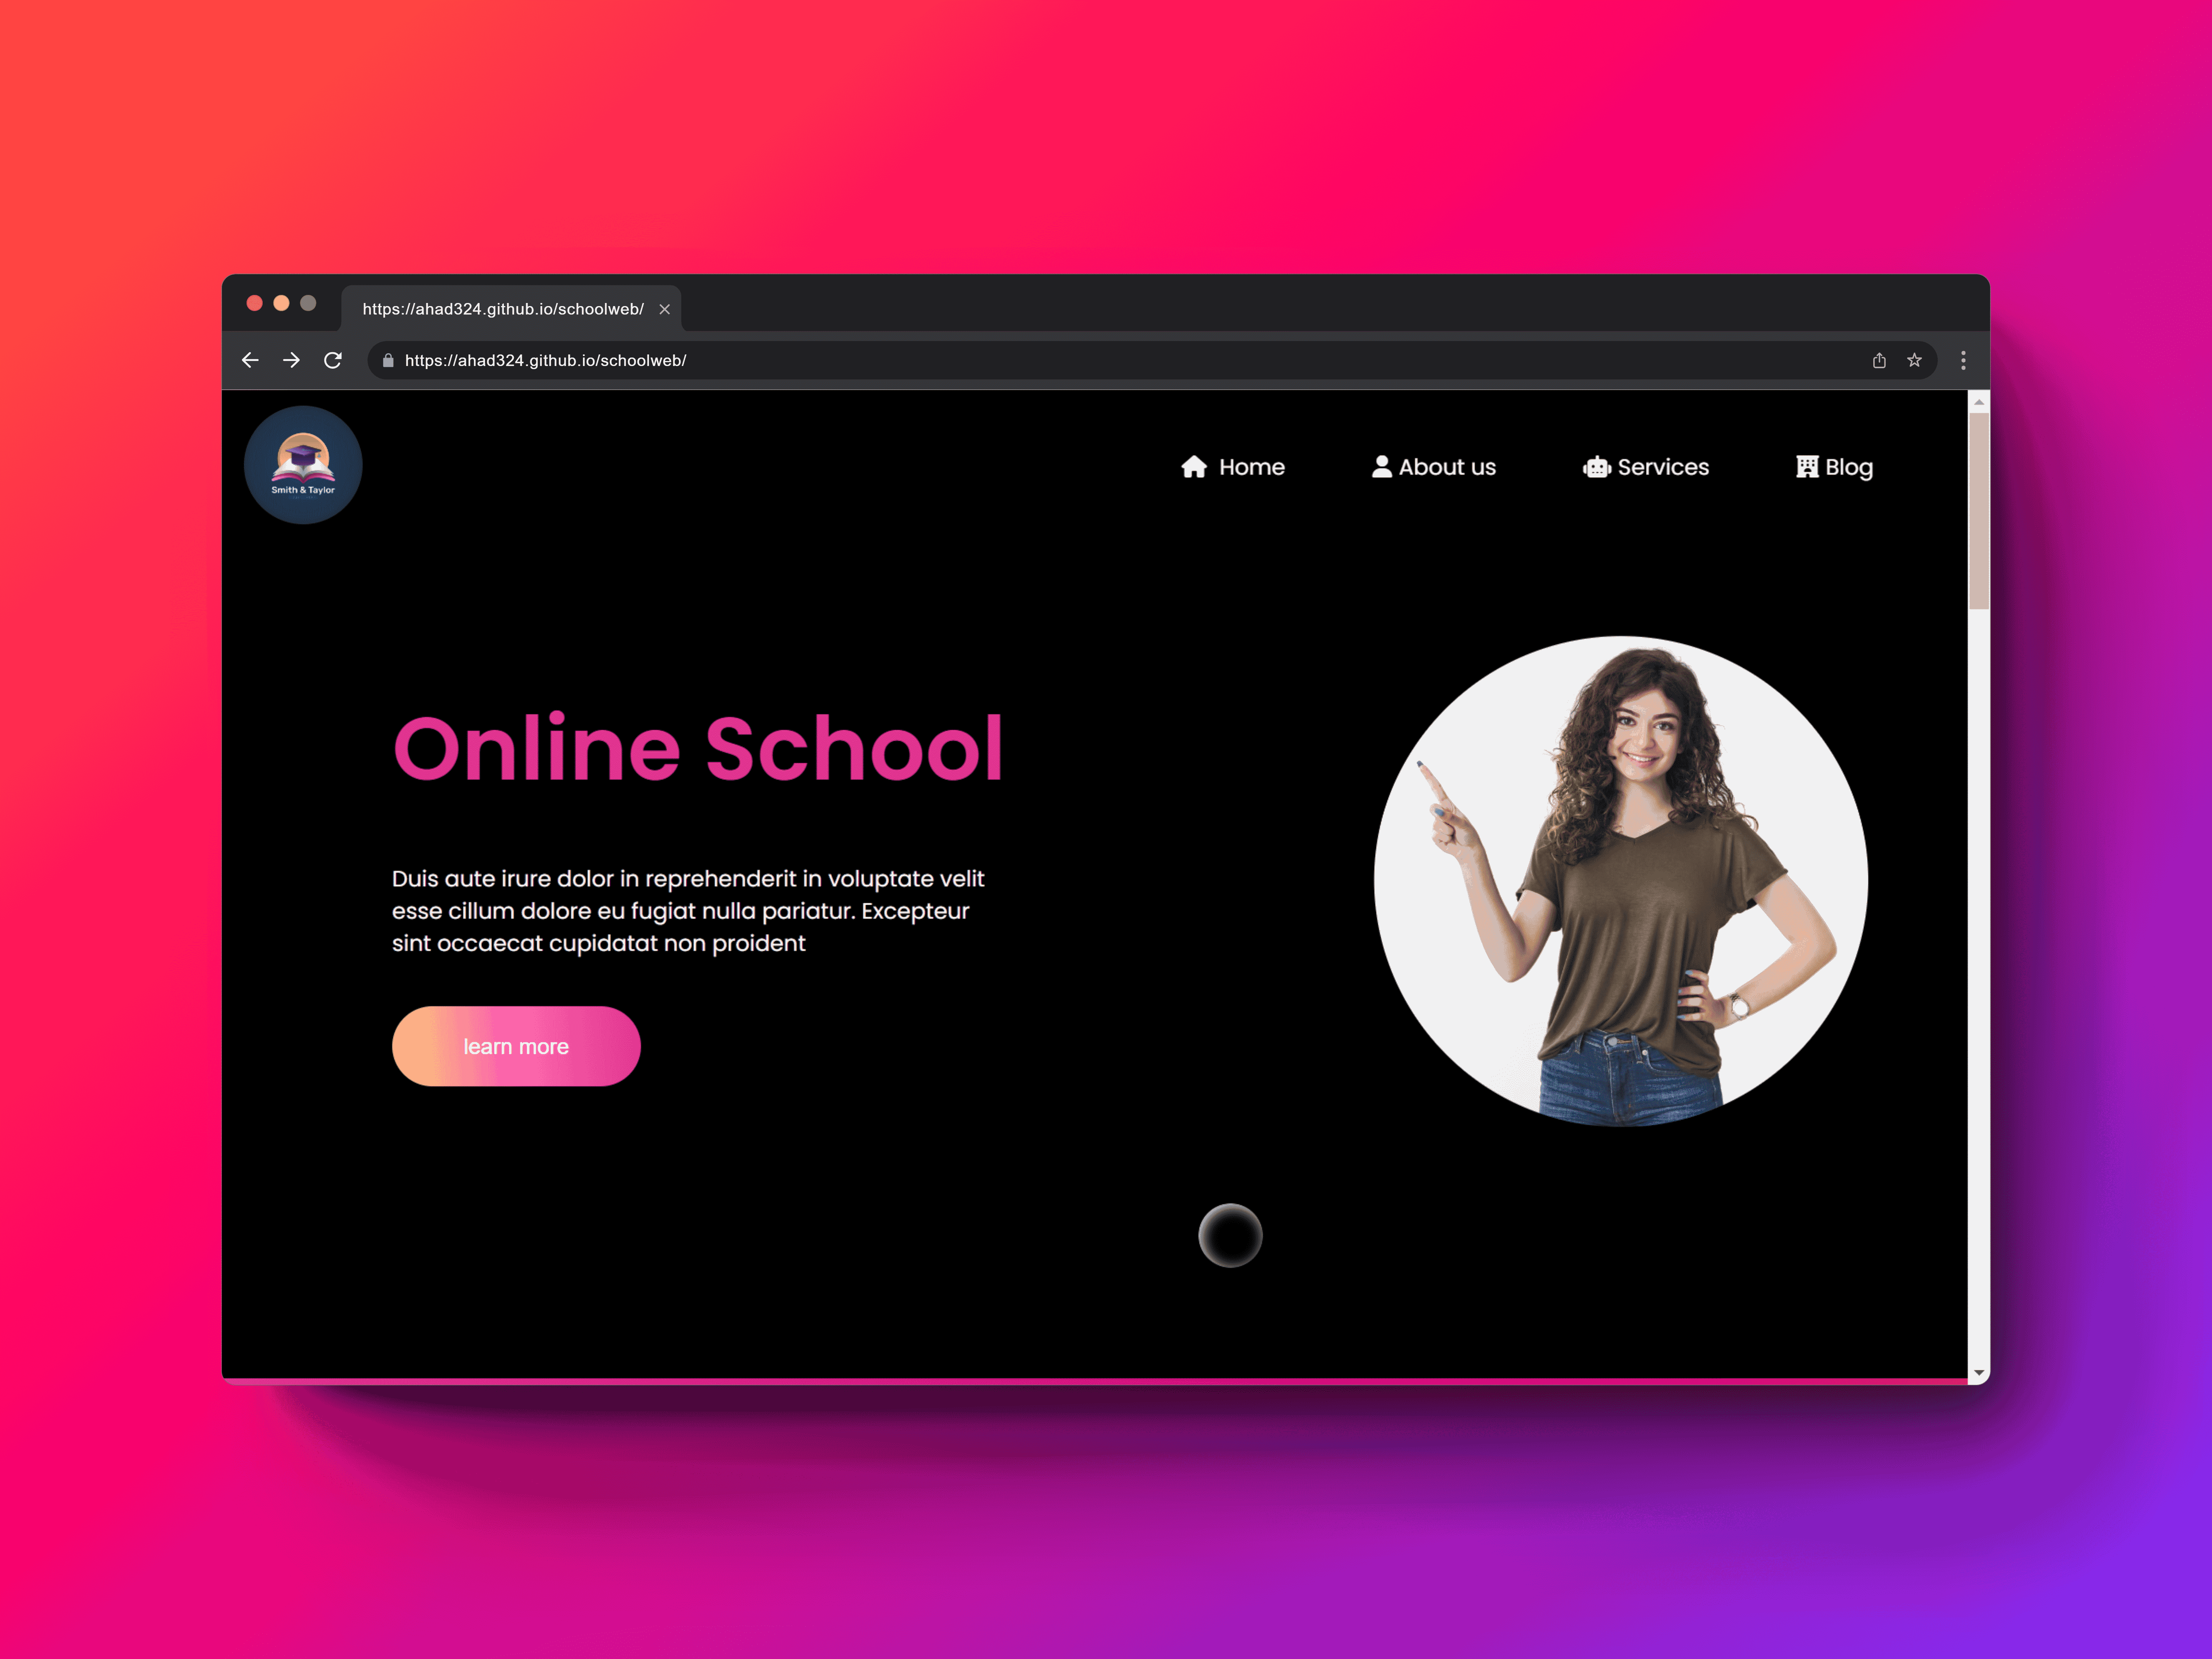 https://ahad324.github.io/schoolweb/
https://ahad324.github.io/schoolweb/
Smith & Taylor
Home About us Services Blog
Online School
Duis aute irure dolor in reprehenderit in voluptate velit
esse cillum dolore eu fugiat nulla pariatur. Excepteur
sint occaecat cupidatat non proident
learn more